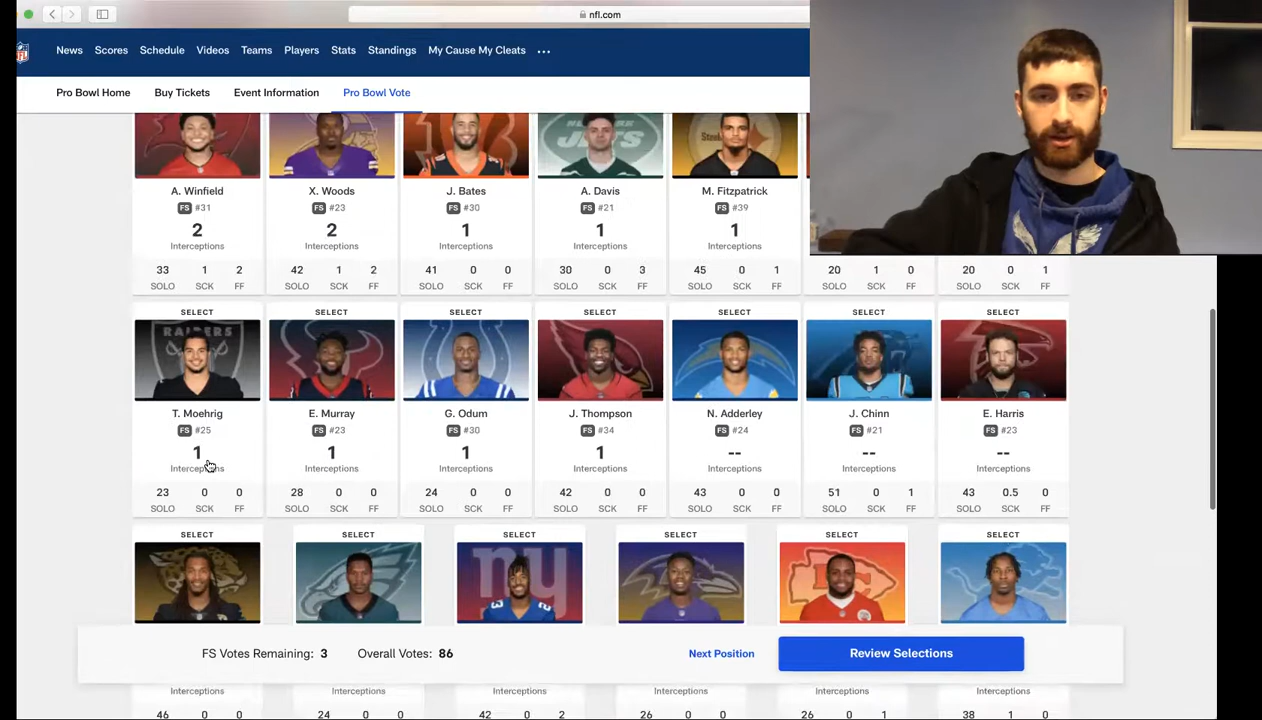 nfl.com
NFL
News Scores Schedule Videos Teams Players Stats Standings My Cause My Cleats ...
Pro Bowl Home Buy Tickets Event Information Pro Bowl Vote
JETS Steelers
A. Winfield X. Woods J. Bates A. Davis M. Fitzpatrick
FS #31 FS #23 FS #30 FS #21 FS #39
2 2 1 1 1
Interceptions Interceptions Interceptions Interceptions Interceptions
33 1 2 42 1 2 41 0 0 30 0 3 45 0 1 20 1 0 20 0 1
SOLO SCK FF SOLO SCK FF SOLO SCK FF SOLO SCK FF SOLO SCK FF SOLO SCK FF SOLO SCK FF
SELECT SELECT SELECT SELECT SELECT SELECT SELECT
RAIDERS
T. Moehrig E. Murray G. Odum J. Thompson N. Adderley J. Chinn E. Harris
FS #25 FS #23 FS #30 FS #34 FS #24 FS #21 FS #23
1 1 1 1 -- -- --
Interceptions Interceptions Interceptions Interceptions Interceptions Interceptions Interceptions
23 0 0 28 0 0 24 0 0 42 0 0 43 0 0 51 0 1 43 0.5 0
SOLO SCK FF SOLO SCK FF SOLO SCK FF SOLO SCK FF SOLO SCK FF SOLO SCK FF SOLO SCK FF
SELECT SELECT SELECT SELECT SELECT SELECT
ny
FS Votes Remaining: 3 Overall Votes: 86 Next Position Review Selections
Interceptions Interceptions Interceptions Interceptions Interceptions Interceptions
46 0 0 24 0 0 42 0 2 26 0 0 26 0 1 38 1 0